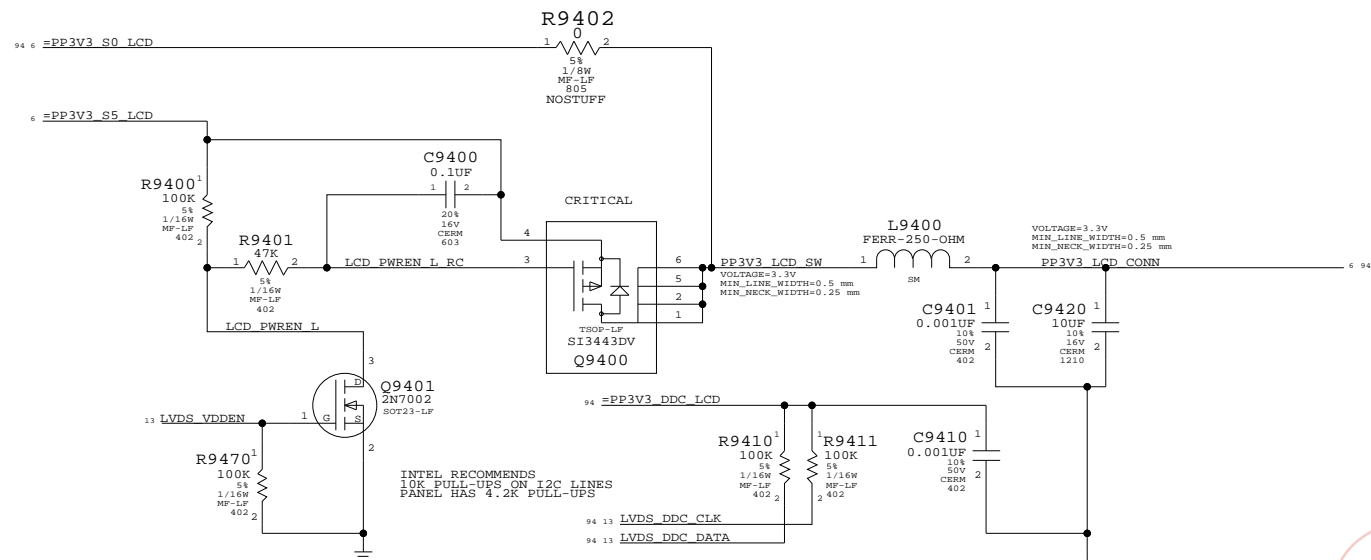 R9402
0
94 6 =PP3V3_S0_LCD
1 2
5%
1/8W
MF-LF
805
NOSTUFF
6 =PP3V3_S5_LCD
C9400
0.1UF
1 2
20%
16V
CERM
603
R9400
1
100K
5%
1/16W
MF-LF
402
2
R9401
47K
1 2
5%
1/16W
MF-LF
402
LCD_PWREN_L_RC
CRITICAL
4
3
6
5
2
1
TSOP-LF
SI3443DV
Q9400
PP3V3_LCD_SW
VOLTAGE=3.3V
MIN_LINE_WIDTH=0.5 mm
MIN_NECK_WIDTH=0.25 mm
L9400
FERR-250-OHM
1 2
SM
VOLTAGE=3.3V
MIN_LINE_WIDTH=0.5 mm
MIN_NECK_WIDTH=0.25 mm
PP3V3_LCD_CONN
6 94
C9401
1
0.001UF
10%
50V
CERM
402
2
C9420
1
10UF
10%
16V
CERM
1210
2
LCD_PWREN_L
3
D
Q9401
2N7002
SOT23-LF
13 LVDS_VDDEN
1
G
S
2
R9470
1
100K
5%
1/16W
MF-LF
402
2
INTEL RECOMMENDS
10K PULL-UPS ON I2C LINES
PANEL HAS 4.2K PULL-UPS
94 =PP3V3_DDC_LCD
R9410
1
100K
5%
1/16W
MF-LF
402
2
R9411
1
100K
5%
1/16W
MF-LF
402
2
C9410
1
0.001UF
10%
50V
CERM
402
2
94 13 LVDS_DDC_CLK
94 13 LVDS_DDC_DATA